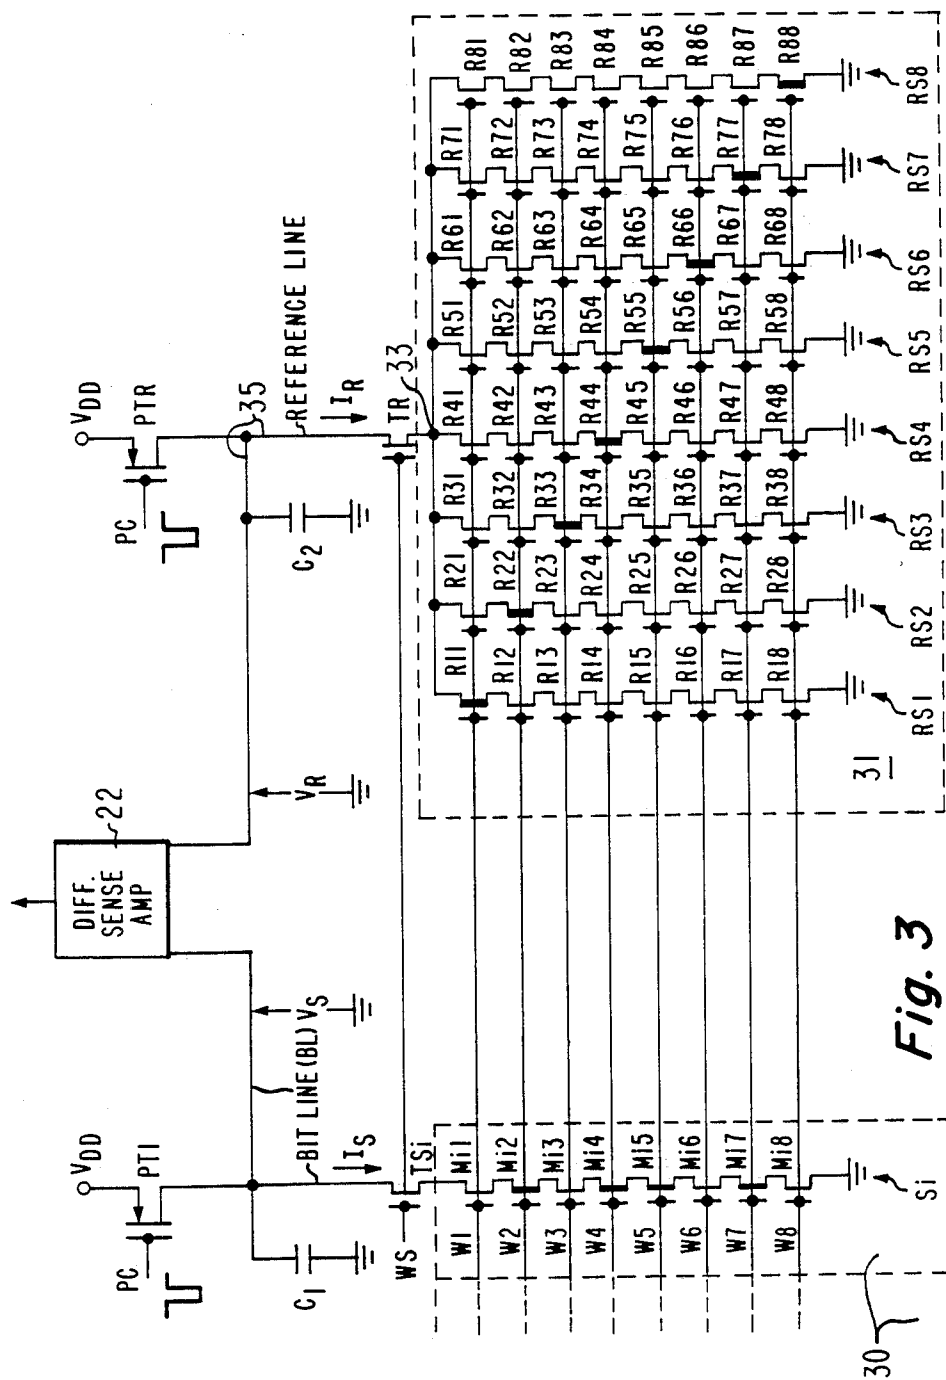 VDD
PTI
PC
C1
BIT LINE (BL)
IS
VS
DIFF.
SENSE
AMP
22
VR
VDD
PTR
PC
C2
35
REFERENCE LINE
IR
TR
33
WS
TSi
W1 Mi1
W2 Mi2
W3 Mi3
W4 Mi4
W5 Mi5
W6 Mi6
W7 Mi7
W8 Mi8
Si
30
R11 R21 R31 R41 R51 R61 R71 R81
R12 R22 R32 R42 R52 R62 R72 R82
R13 R23 R33 R43 R53 R63 R73 R83
R14 R24 R34 R44 R54 R64 R74 R84
R15 R25 R35 R45 R55 R65 R75 R85
R16 R26 R36 R46 R56 R66 R76 R86
R17 R27 R37 R47 R57 R67 R77 R87
R18 R28 R38 R48 R58 R68 R78 R88
31
RS1 RS2 RS3 RS4 RS5 RS6 RS7 RS8
Fig. 3